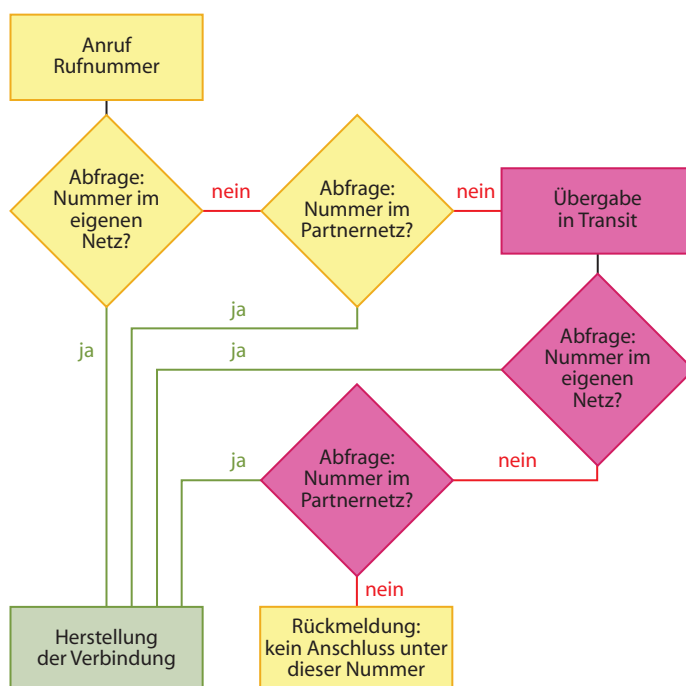 Anruf
Rufnummer
Abfrage:
Nummer im
eigenen
Netz?
nein
Abfrage:
Nummer im
Partnernetz?
nein
Übergabe
in Transit
ja
ja
ja
Abfrage:
Nummer im
eigenen
Netz?
nein
Abfrage:
Nummer im
Partnernetz?
ja
nein
Herstellung
der Verbindung
Rückmeldung:
kein Anschluss unter
dieser Nummer